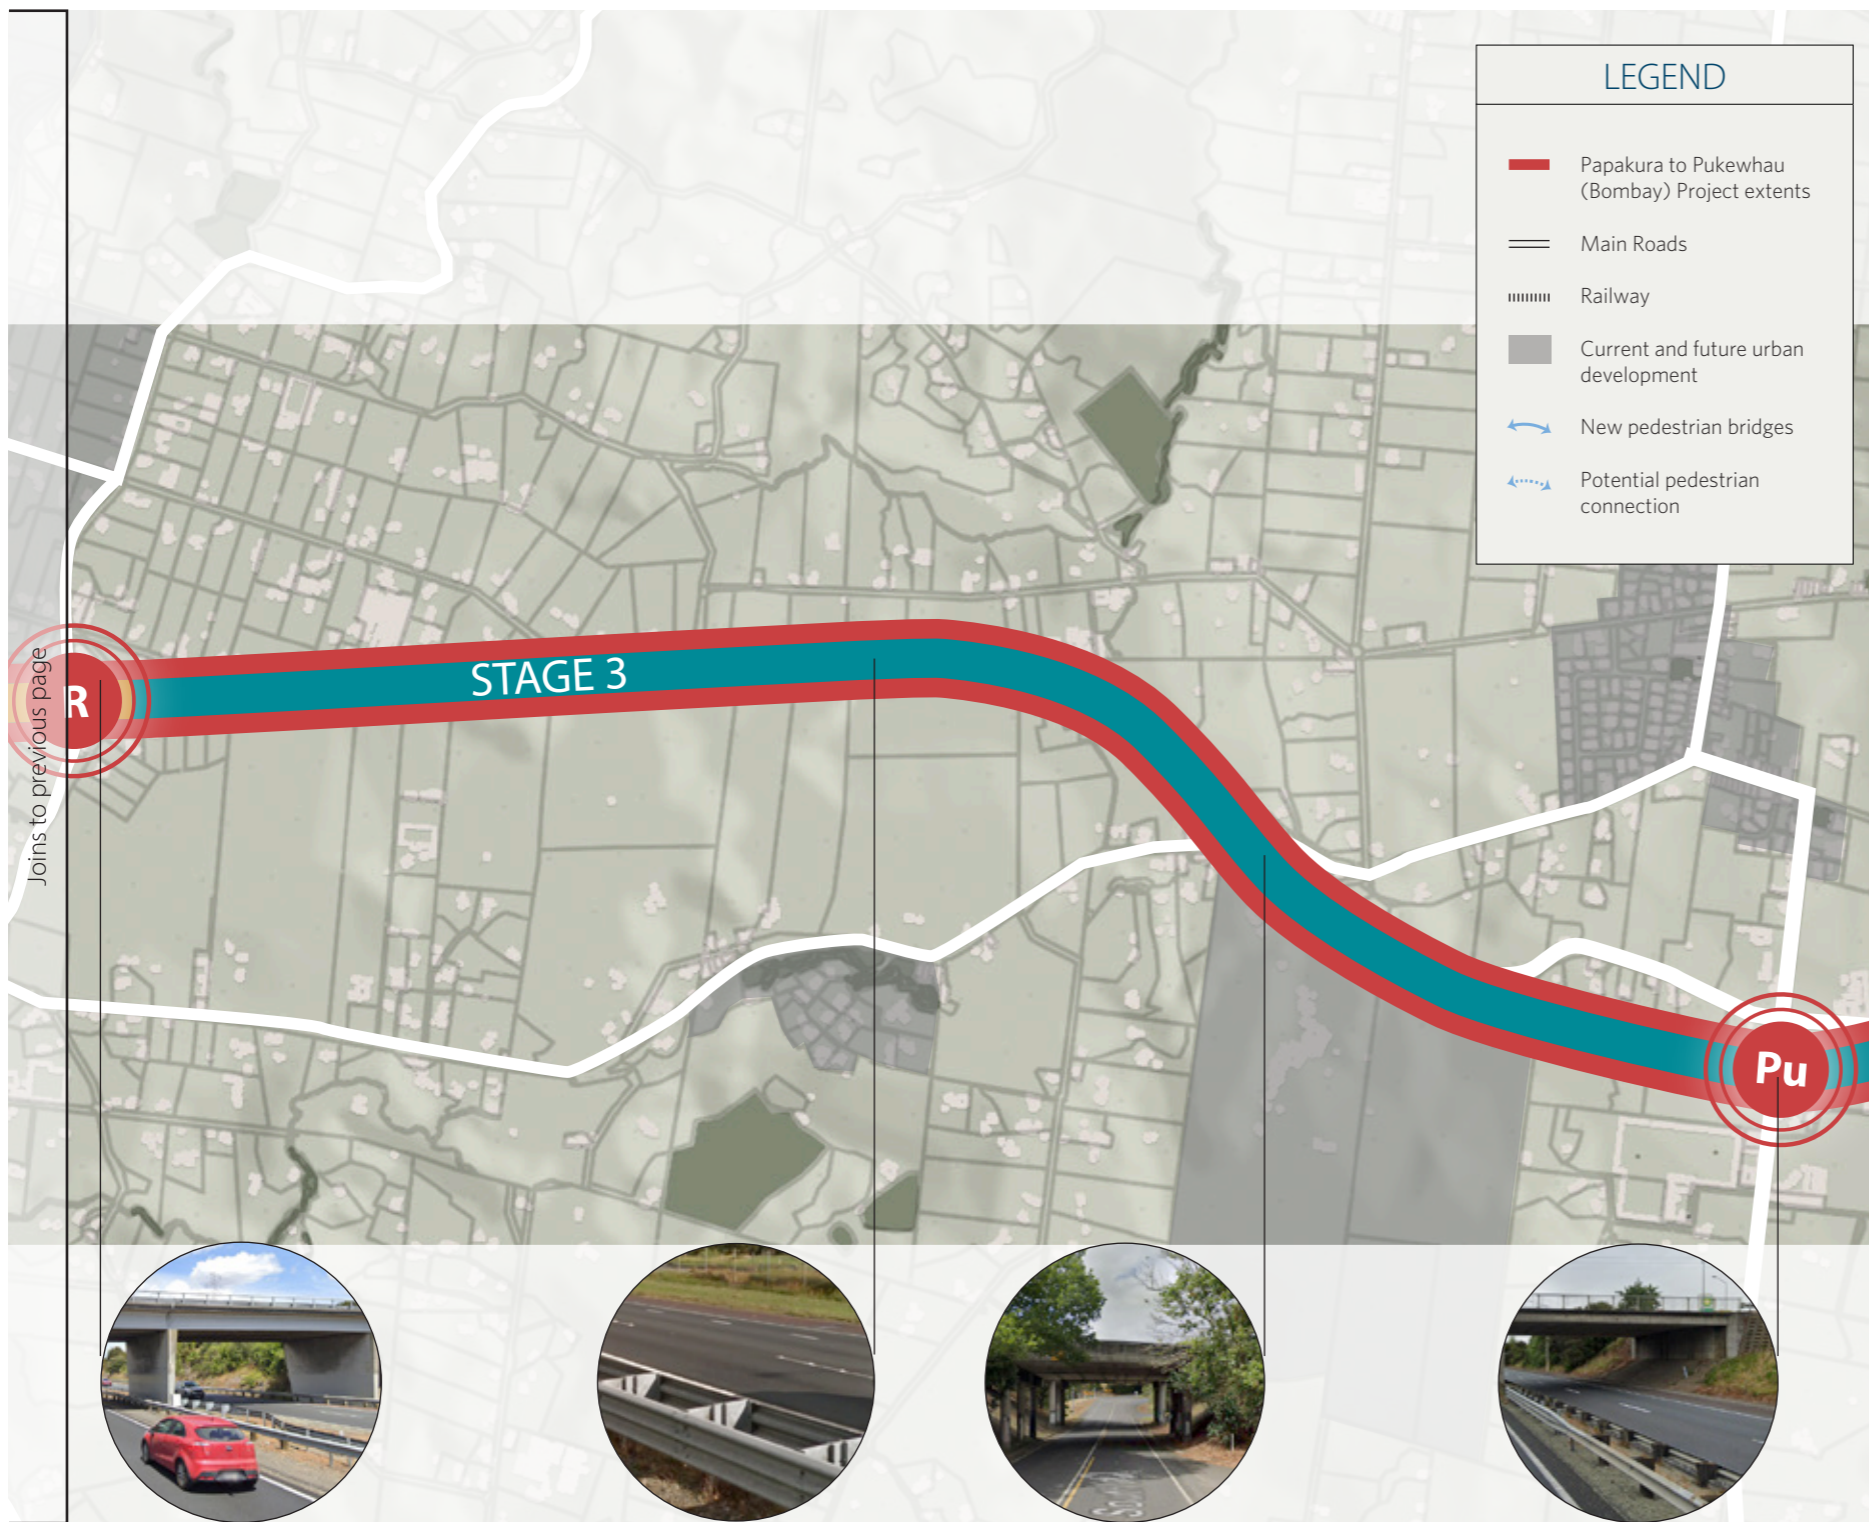 LEGEND
Papakura to Pukewhau
(Bombay) Project extents
Main Roads
Railway
Current and future urban
development
New pedestrian bridges
Potential pedestrian
connection
Joins to previous page
R
STAGE 3
Pu